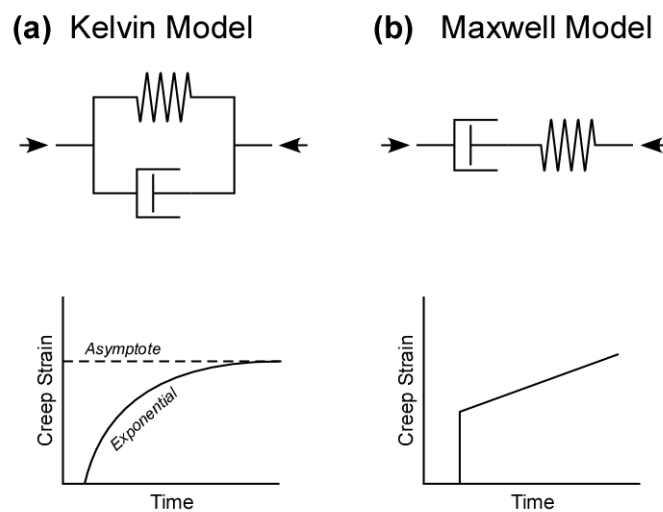 (a) Kelvin Model
(b) Maxwell Model
Creep Strain
Asymptote
Exponential
Time
Creep Strain
Time